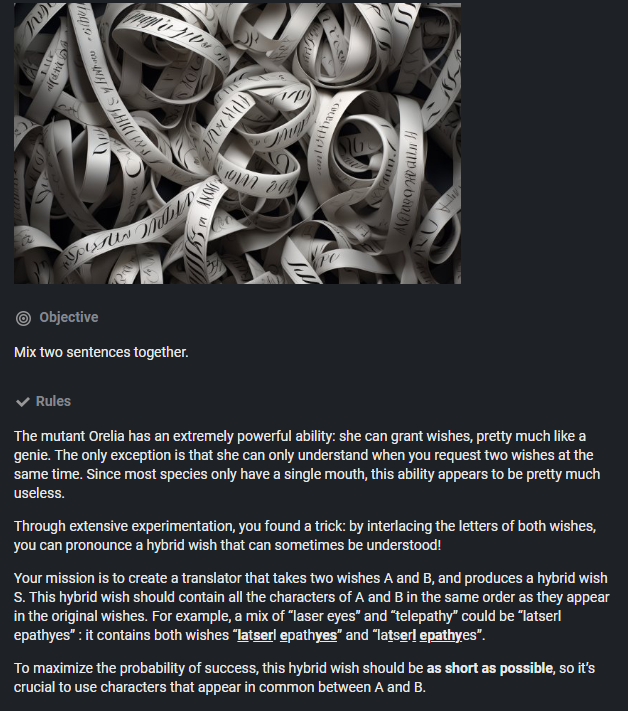 Objective
Mix two sentences together.
Rules
The mutant Orelia has an extremely powerful ability: she can grant wishes, pretty much like a
genie. The only exception is that she can only understand when you request two wishes at the
same time. Since most species only have a single mouth, this ability appears to be pretty much
useless.
Through extensive experimentation, you found a trick: by interlacing the letters of both wishes,
you can pronounce a hybrid wish that can sometimes be understood!
Your mission is to create a translator that takes two wishes A and B, and produces a hybrid wish
S. This hybrid wish should contain all the characters of A and B in the same order as they appear
in the original wishes. For example, a mix of “laser eyes” and “telepathy” could be “latserl
epathyes” : it contains both wishes “latserl epathyes” and “latserl epathyes”.
To maximize the probability of success, this hybrid wish should be as short as possible, so it’s
crucial to use characters that appear in common between A and B.